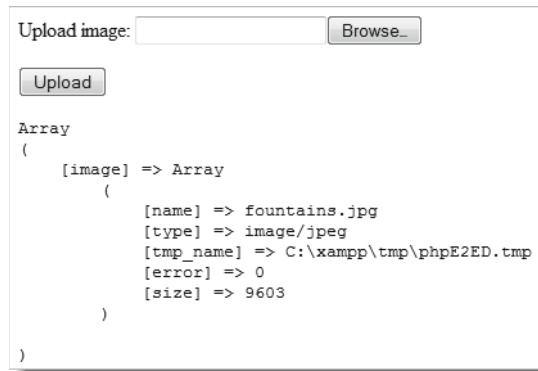 Upload image: Browse...
Upload
Array
(
    [image] => Array
        (
            [name] => fountains.jpg
            [type] => image/jpeg
            [tmp_name] => C:\xampp\tmp\phpE2ED.tmp
            [error] => 0
            [size] => 9603
        )

)